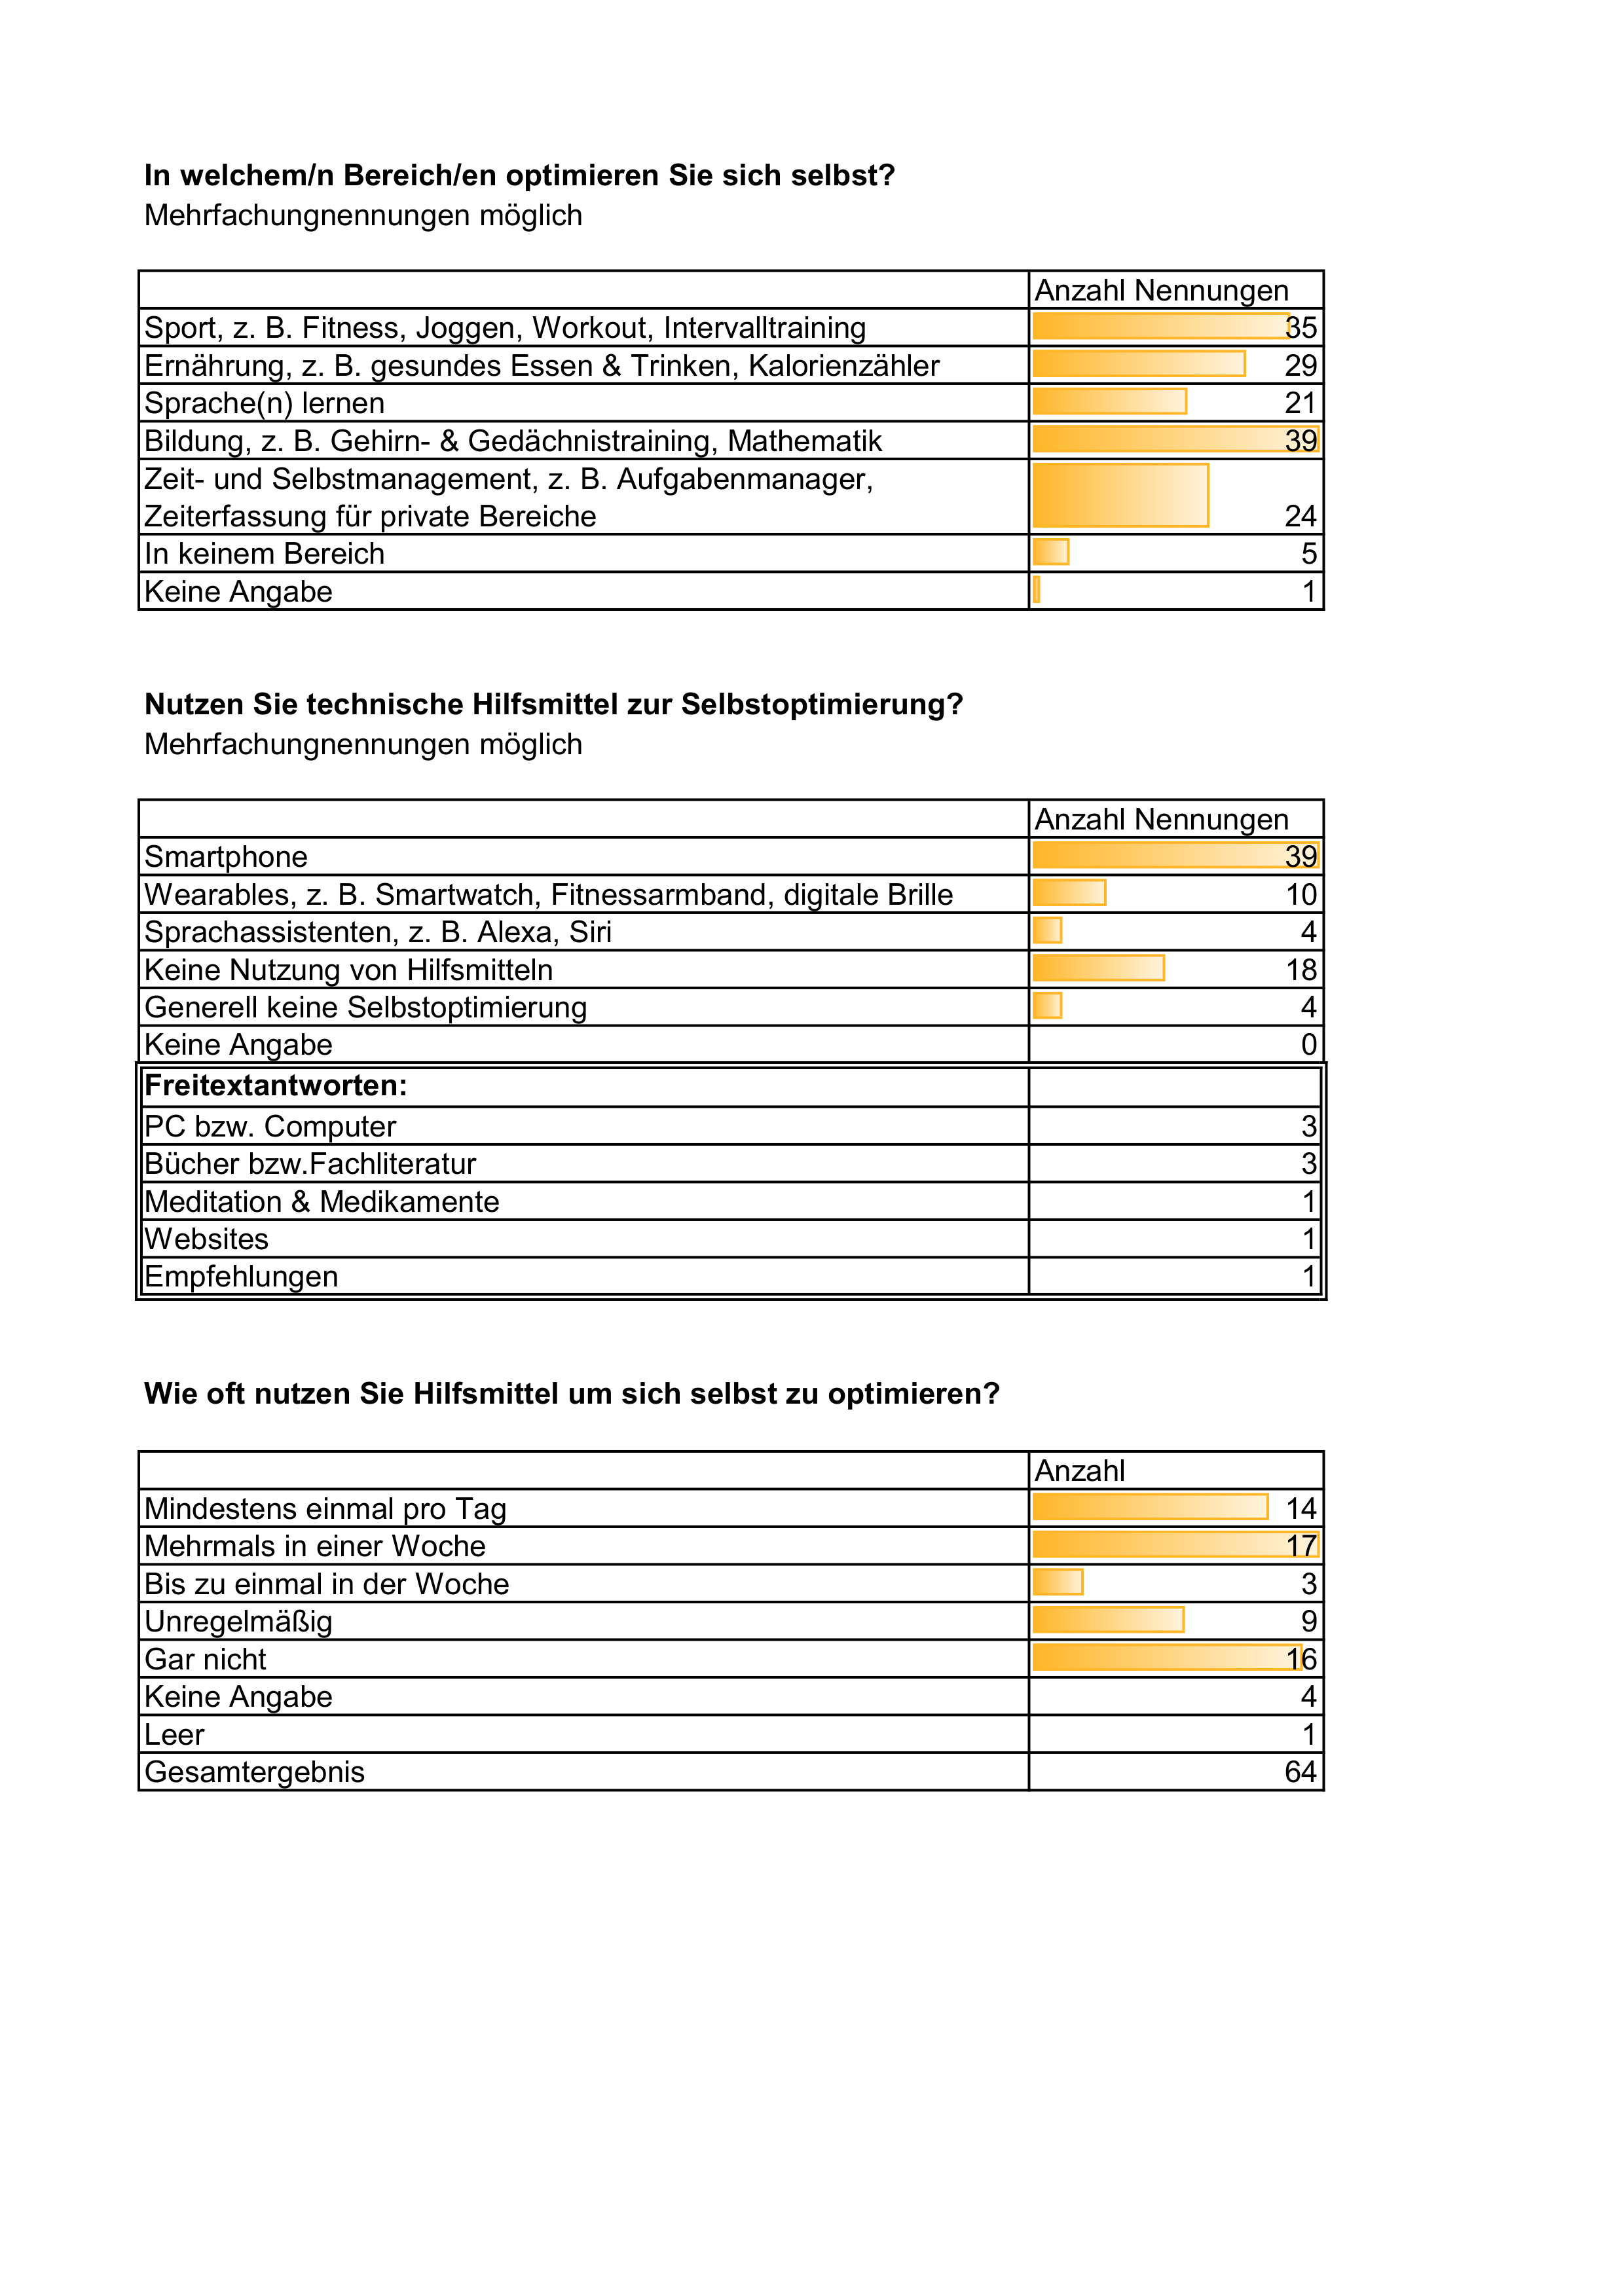 In welchem/n Bereich/en optimieren Sie sich selbst?
Mehrfachungnennungen möglich
Anzahl Nennungen
Sport, z. B. Fitness, Joggen, Workout, Intervalltraining 35
Ernährung, z. B. gesundes Essen & Trinken, Kalorienzähler 29
Sprache(n) lernen 21
Bildung, z. B. Gehirn- & Gedächnistraining, Mathematik 39
Zeit- und Selbstmanagement, z. B. Aufgabenmanager,
Zeiterfassung für private Bereiche 24
In keinem Bereich 5
Keine Angabe 1
Nutzen Sie technische Hilfsmittel zur Selbstoptimierung?
Mehrfachungnennungen möglich
Anzahl Nennungen
Smartphone 39
Wearables, z. B. Smartwatch, Fitnessarmband, digitale Brille 10
Sprachassistenten, z. B. Alexa, Siri 4
Keine Nutzung von Hilfsmitteln 18
Generell keine Selbstoptimierung 4
Keine Angabe 0
Freitextantworten:
PC bzw. Computer 3
Bücher bzw.Fachliteratur 3
Meditation & Medikamente 1
Websites 1
Empfehlungen 1
Wie oft nutzen Sie Hilfsmittel um sich selbst zu optimieren?
Anzahl
Mindestens einmal pro Tag 14
Mehrmals in einer Woche 17
Bis zu einmal in der Woche 3
Unregelmäßig 9
Gar nicht 16
Keine Angabe 4
Leer 1
Gesamtergebnis 64